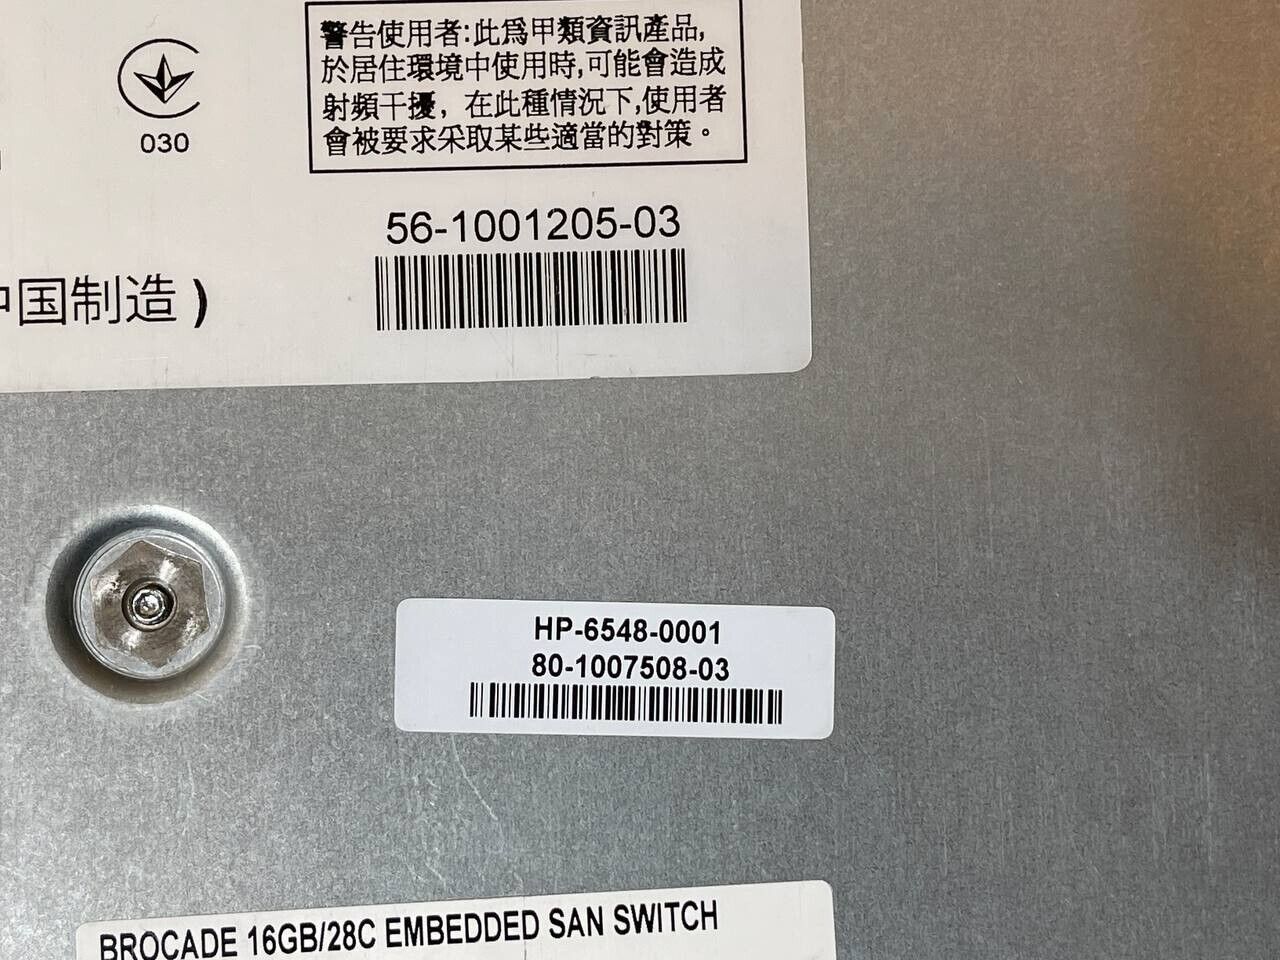 警告使用者:此爲甲類資訊產品,
於居住環境中使用時,可能會造成
射頻干擾，在此種情況下,使用者
會被要求采取某些適當的對策。
030
56-1001205-03
中国制造 )
HP-6548-0001
80-1007508-03
BROCADE 16GB/28C EMBEDDED SAN SWITCH